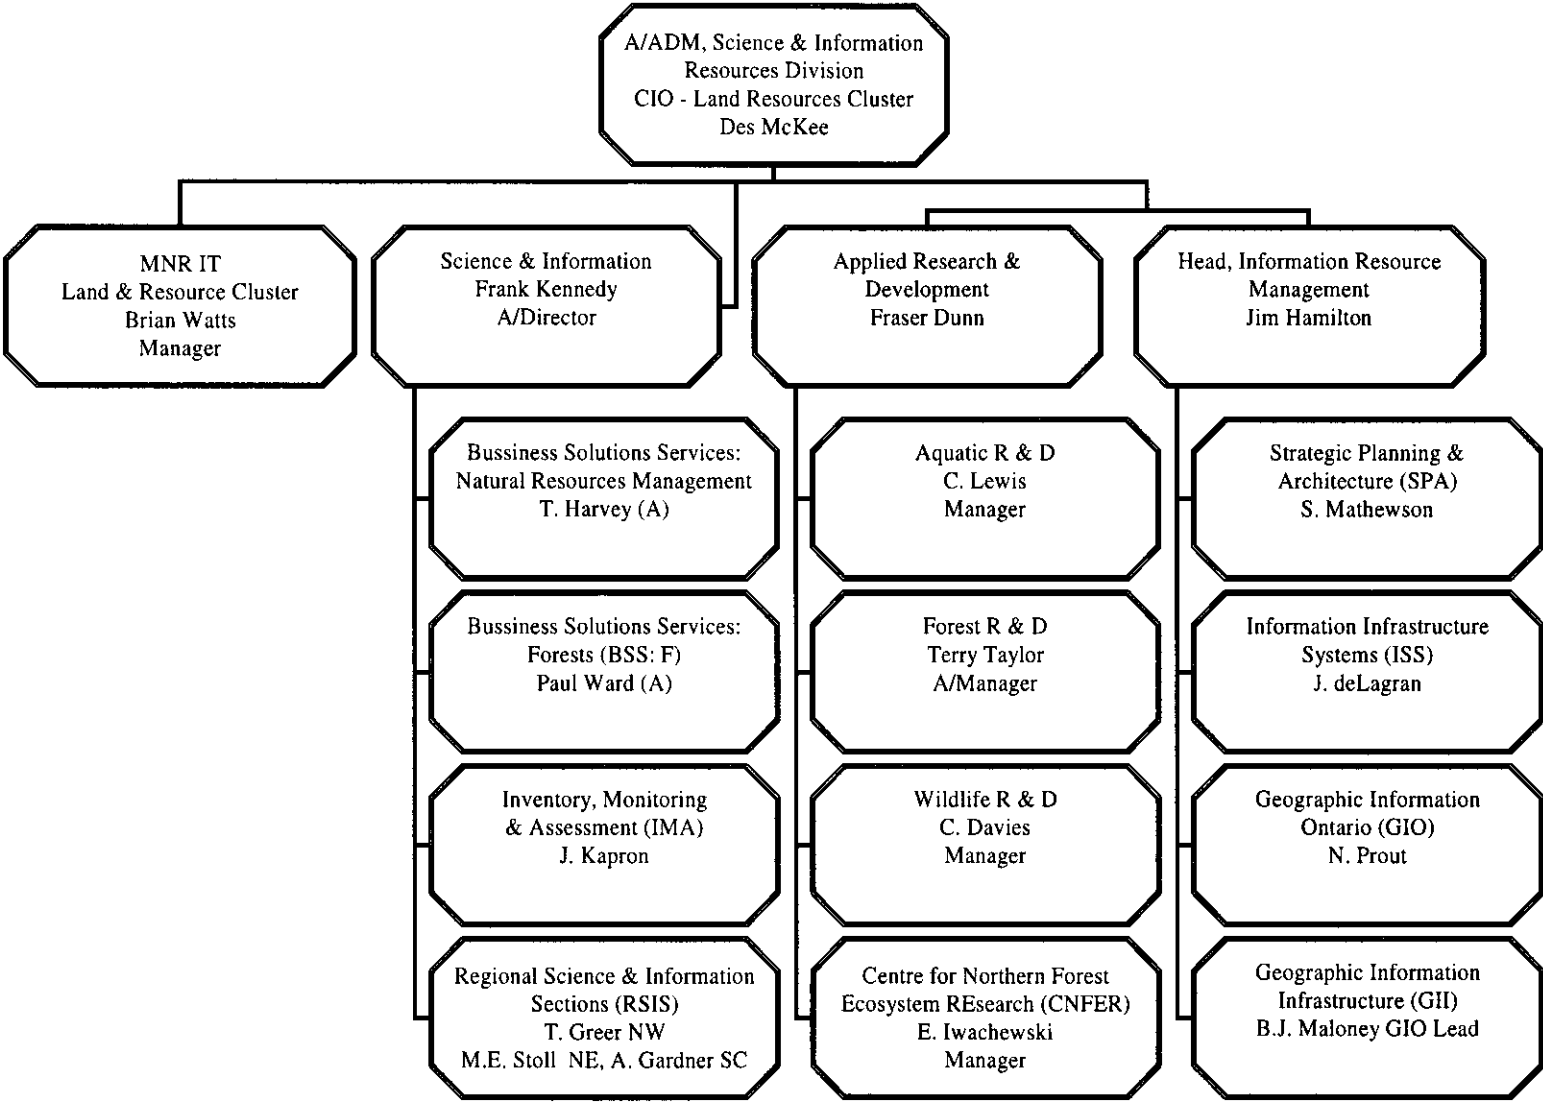 A/ADM, Science & Information
Resources Division
CIO - Land Resources Cluster
Des McKee
MNR IT
Land & Resource Cluster
Brian Watts
Manager
Science & Information
Frank Kennedy
A/Director
Applied Research &
Development
Fraser Dunn
Head, Information Resource
Management
Jim Hamilton
Bussiness Solutions Services:
Natural Resources Management
T. Harvey (A)
Bussiness Solutions Services:
Forests (BSS: F)
Paul Ward (A)
Inventory, Monitoring
& Assessment (IMA)
J. Kapron
Regional Science & Information
Sections (RSIS)
T. Greer NW
M.E. Stoll NE, A. Gardner SC
Aquatic R & D
C. Lewis
Manager
Forest R & D
Terry Taylor
A/Manager
Wildlife R & D
C. Davies
Manager
Centre for Northern Forest
Ecosystem REsearch (CNFER)
E. Iwachewski
Manager
Strategic Planning &
Architecture (SPA)
S. Mathewson
Information Infrastructure
Systems (ISS)
J. deLagran
Geographic Information
Ontario (GIO)
N. Prout
Geographic Information
Infrastructure (GII)
B.J. Maloney GIO Lead